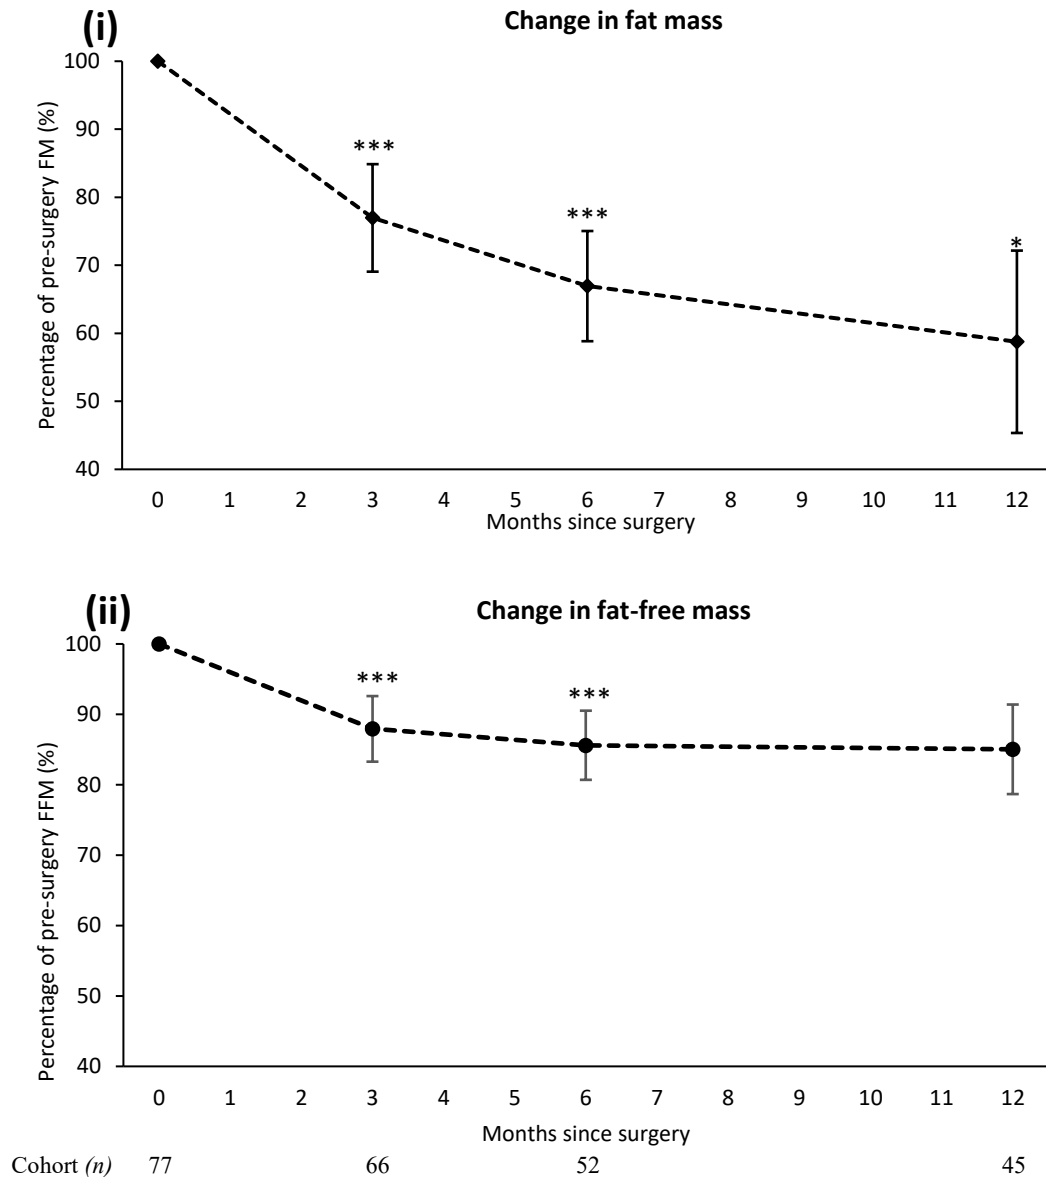 (i)
Change in fat mass
Percentage of pre-surgery FM (%)
100
90
80
70
60
50
40
***
***
*
0 1 2 3 4 5 6 7 8 9 10 11 12
Months since surgery
(ii)
Change in fat-free mass
Percentage of pre-surgery FFM (%)
100
90
80
70
60
50
40
***
***
0 1 2 3 4 5 6 7 8 9 10 11 12
Months since surgery
Cohort (n) 77 66 52 45